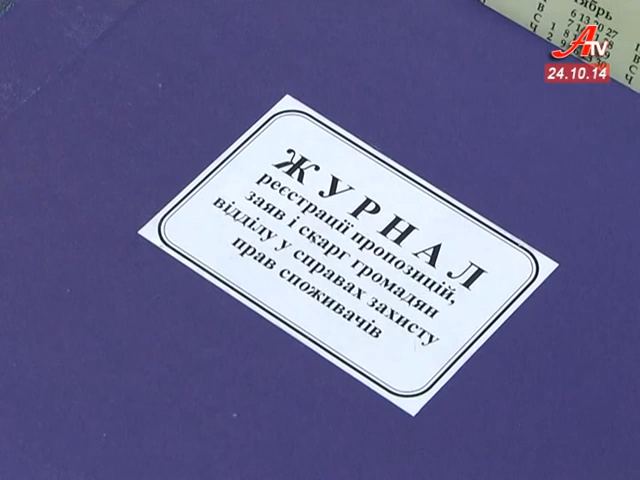 ЖУРНАЛ
реєстрації пропозицій,
заяв і скарг громадян
відділу у справах захисту
прав споживачів
ATV
24.10.14